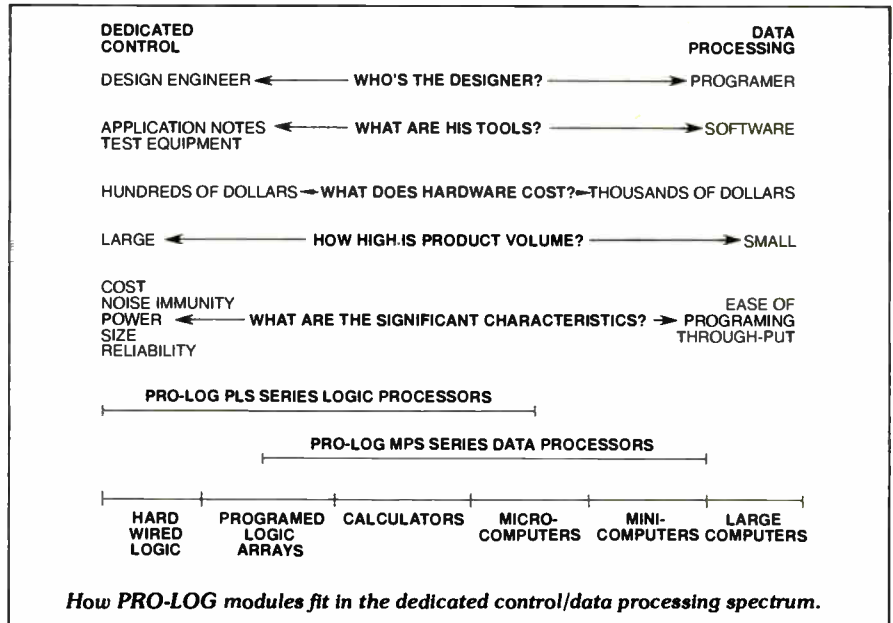 DEDICATED CONTROL
DATA PROCESSING
DESIGN ENGINEER WHO'S THE DESIGNER? PROGRAMER
APPLICATION NOTES
TEST EQUIPMENT
WHAT ARE HIS TOOLS? SOFTWARE
HUNDREDS OF DOLLARS WHAT DOES HARDWARE COST? THOUSANDS OF DOLLARS
LARGE HOW HIGH IS PRODUCT VOLUME? SMALL
COST
NOISE IMMUNITY
POWER
SIZE
RELIABILITY
WHAT ARE THE SIGNIFICANT CHARACTERISTICS?
EASE OF
PROGRAMING
THROUGH-PUT
PRO-LOG PLS SERIES LOGIC PROCESSORS
PRO-LOG MPS SERIES DATA PROCESSORS
HARD
WIRED
LOGIC
PROGRAMED
LOGIC
ARRAYS
CALCULATORS
MICRO-
COMPUTERS
MINI-
COMPUTERS
LARGE
COMPUTERS
How PRO-LOG modules fit in the dedicated control/data processing spectrum.